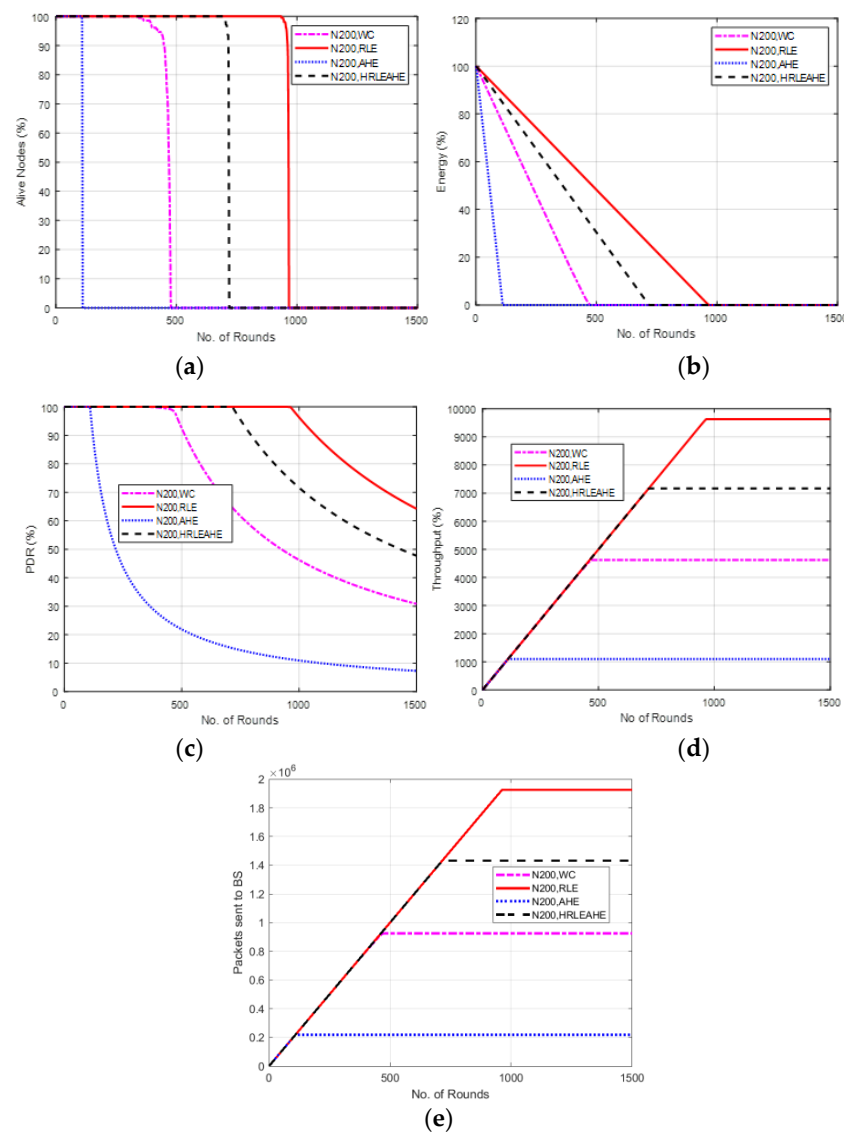 100
90
80
70
60
50
40
30
20
10
0
Alive Nodes (%)
N200,WC
N200,RLE
N200,AHE
N200,HRLEAHE
0
500
1000
1500
No. of Rounds
(a)
120
100
80
60
40
20
0
Energy (%)
N200,WC
N200,RLE
N200,AHE
N200,HRLEAHE
0
500
1000
1500
No. of Rounds
(b)
100
90
80
70
60
50
40
30
20
10
0
PDR (%)
N200,WC
N200,RLE
N200,AHE
N200,HRLEAHE
0
500
1000
1500
No. of Rounds
(c)
10000
9000
8000
7000
6000
5000
4000
3000
2000
1000
0
Throughput (%)
N200,WC
N200,RLE
N200,AHE
N200,HRLEAHE
0
500
1000
1500
No of Rounds
(d)
×10⁶
2
1.8
1.6
1.4
1.2
1
0.8
0.6
0.4
0.2
0
Packets sent to BS
N200,WC
N200,RLE
N200,AHE
N200,HRLEAHE
0
500
1000
1500
No. of Rounds
(e)